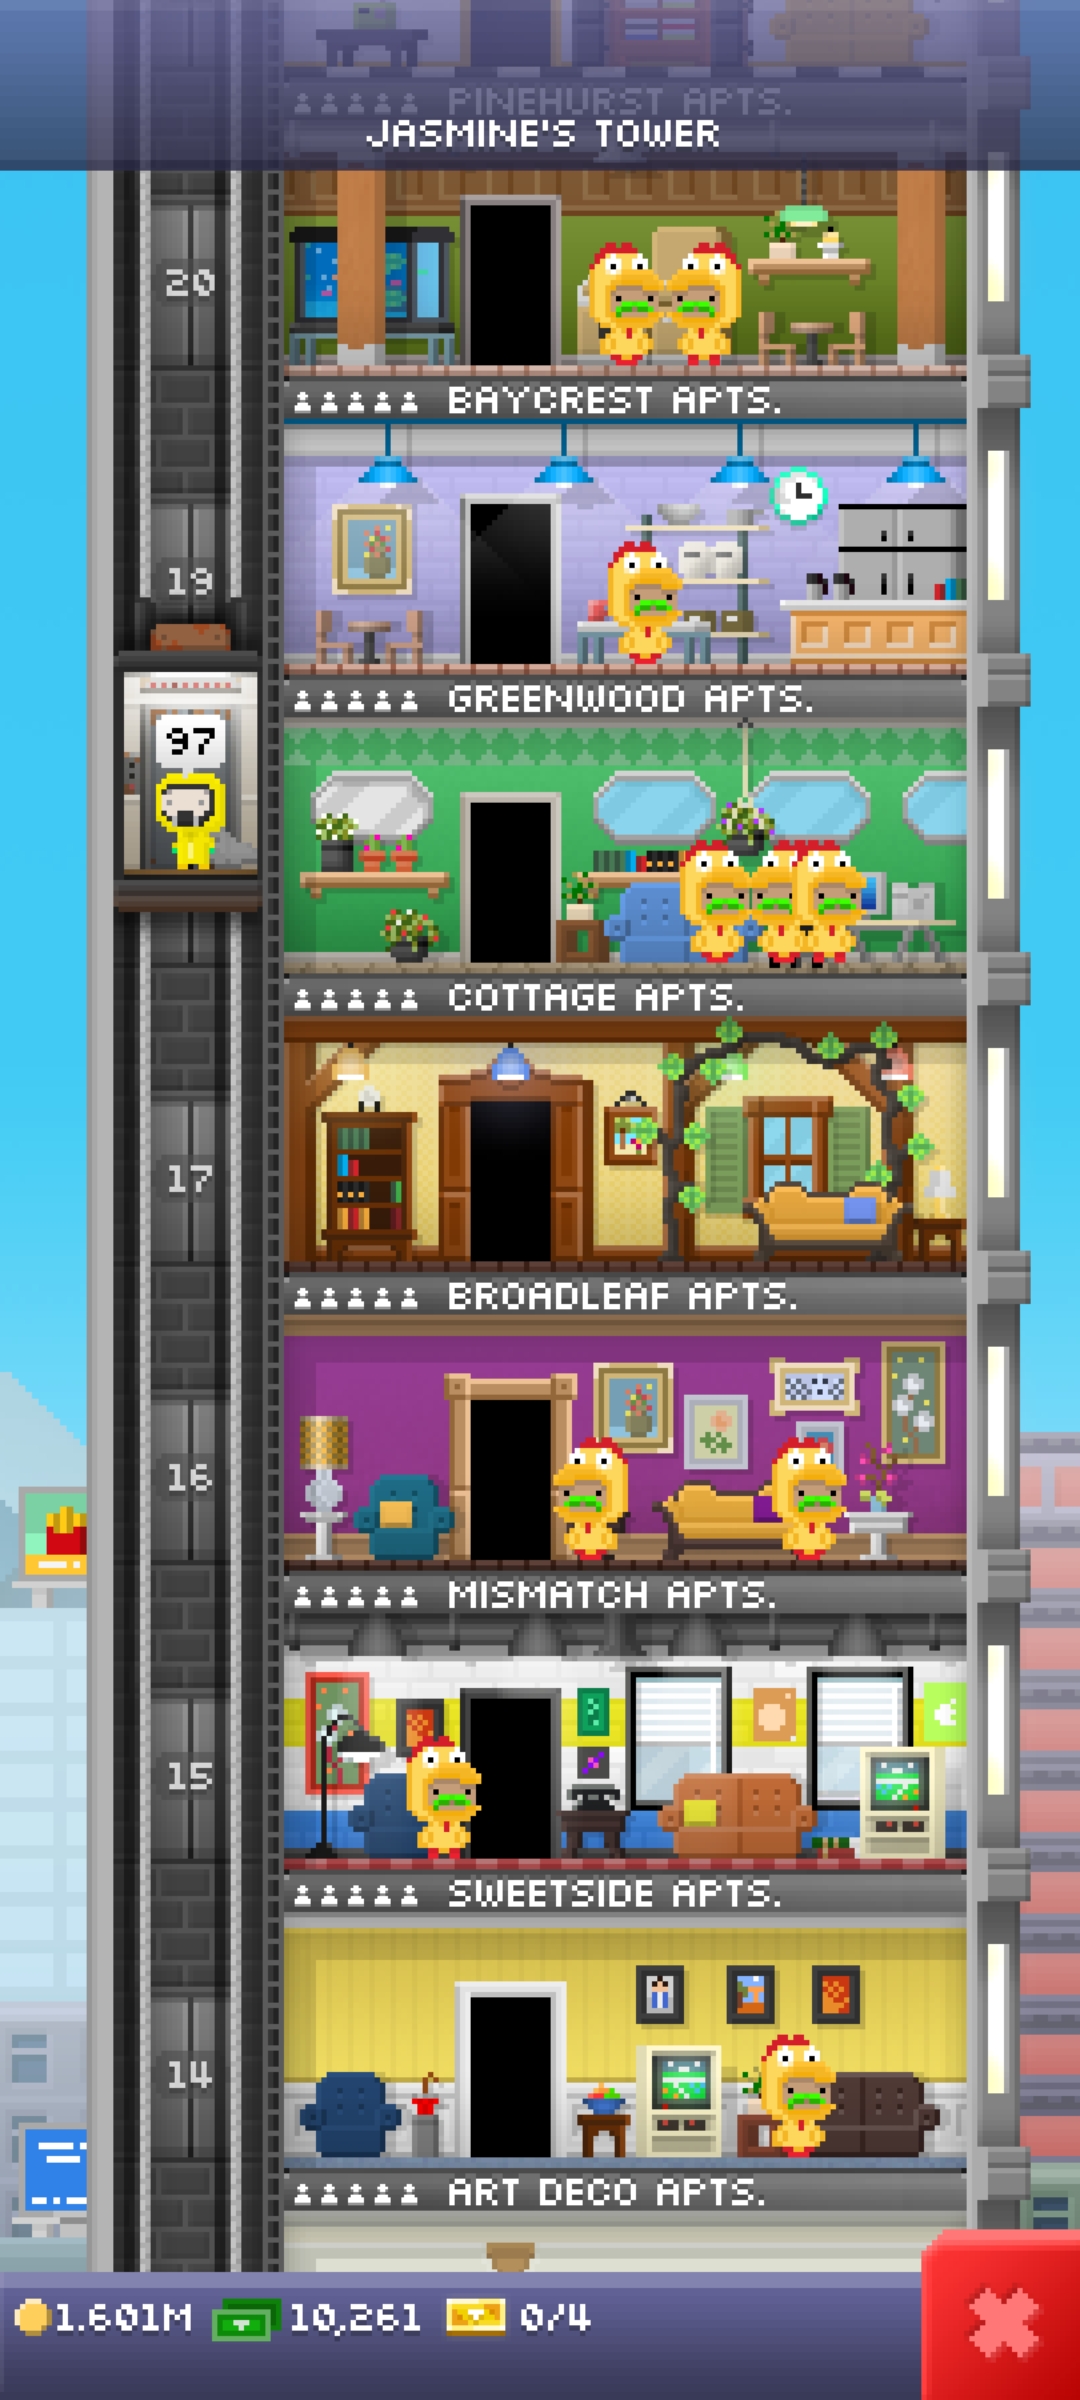 PINEHURST APTS.
JASMINE'S TOWER
20
BAYCREST APTS.
19
GREENWOOD APTS.
97
COTTAGE APTS.
17
BROADLEAF APTS.
16
MISMATCH APTS.
15
SWEETSIDE APTS.
14
ART DECO APTS.
1.601M 10,261 0/4